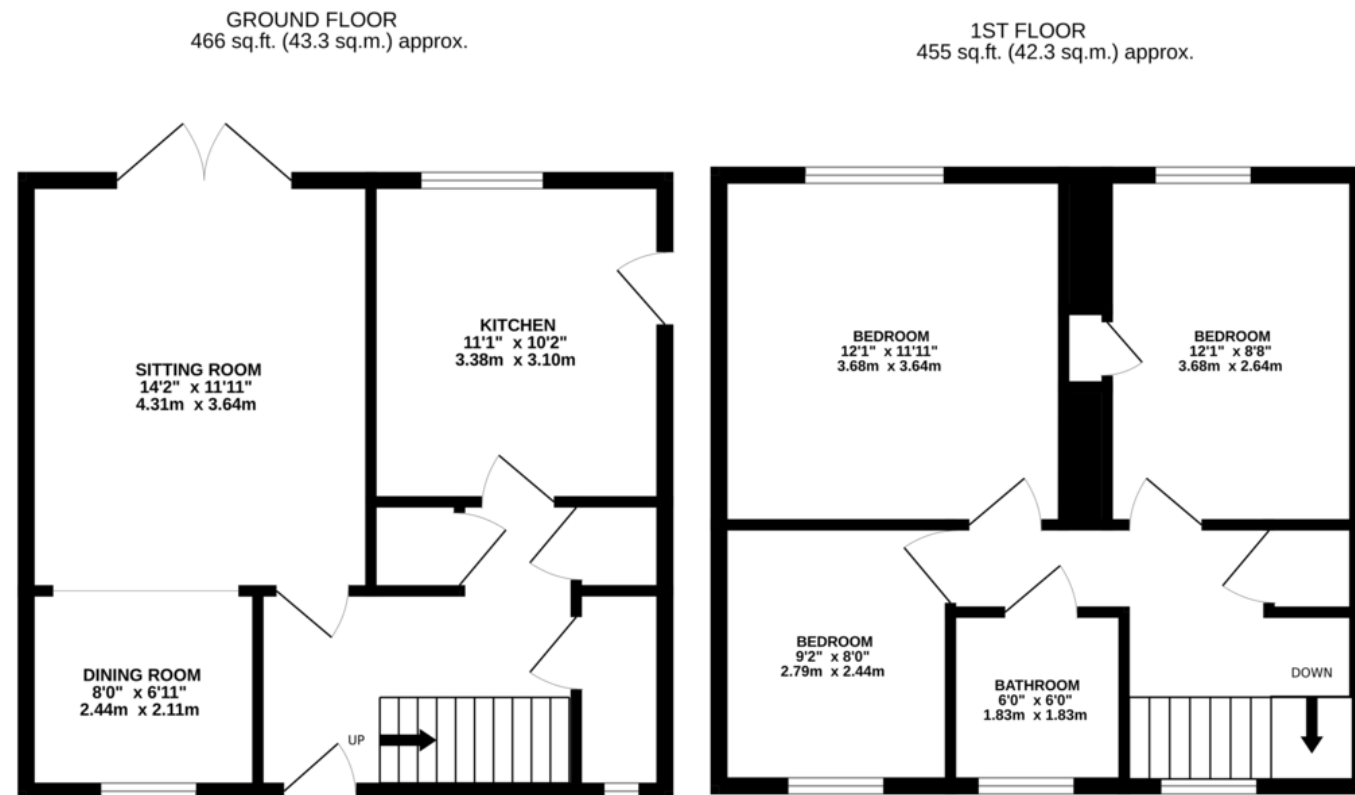 GROUND FLOOR
466 sq.ft. (43.3 sq.m.) approx.
1ST FLOOR
455 sq.ft. (42.3 sq.m.) approx.
SITTING ROOM
14'2" x 11'11"
4.31m x 3.64m
KITCHEN
11'1" x 10'2"
3.38m x 3.10m
DINING ROOM
8'0" x 6'11"
2.44m x 2.11m
UP
BEDROOM
12'1" x 11'11"
3.68m x 3.64m
BEDROOM
12'1" x 8'8"
3.68m x 2.64m
BEDROOM
9'2" x 8'0"
2.79m x 2.44m
BATHROOM
6'0" x 6'0"
1.83m x 1.83m
DOWN